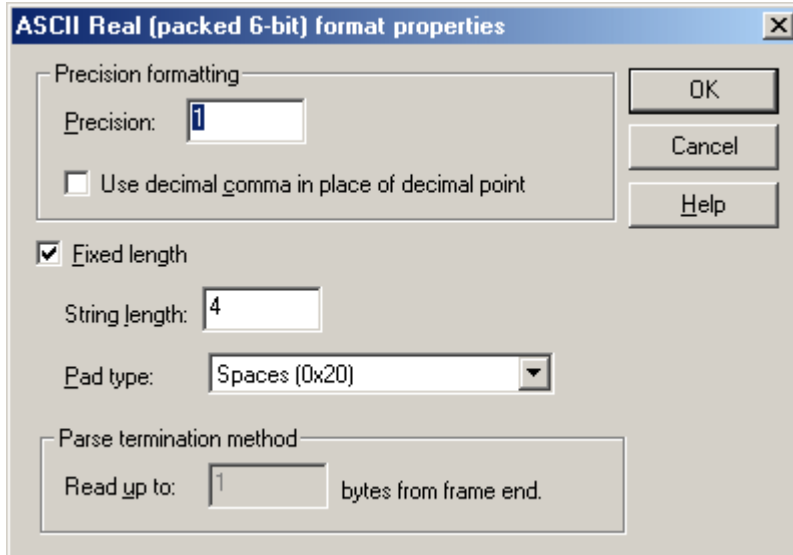 ASCII Real (packed 6-bit) format properties
Precision formatting
Precision: 1
Use decimal comma in place of decimal point
OK
Cancel
Help
Fixed length
String length: 4
Pad type: Spaces (0x20)
Parse termination method
Read up to: 1 bytes from frame end.